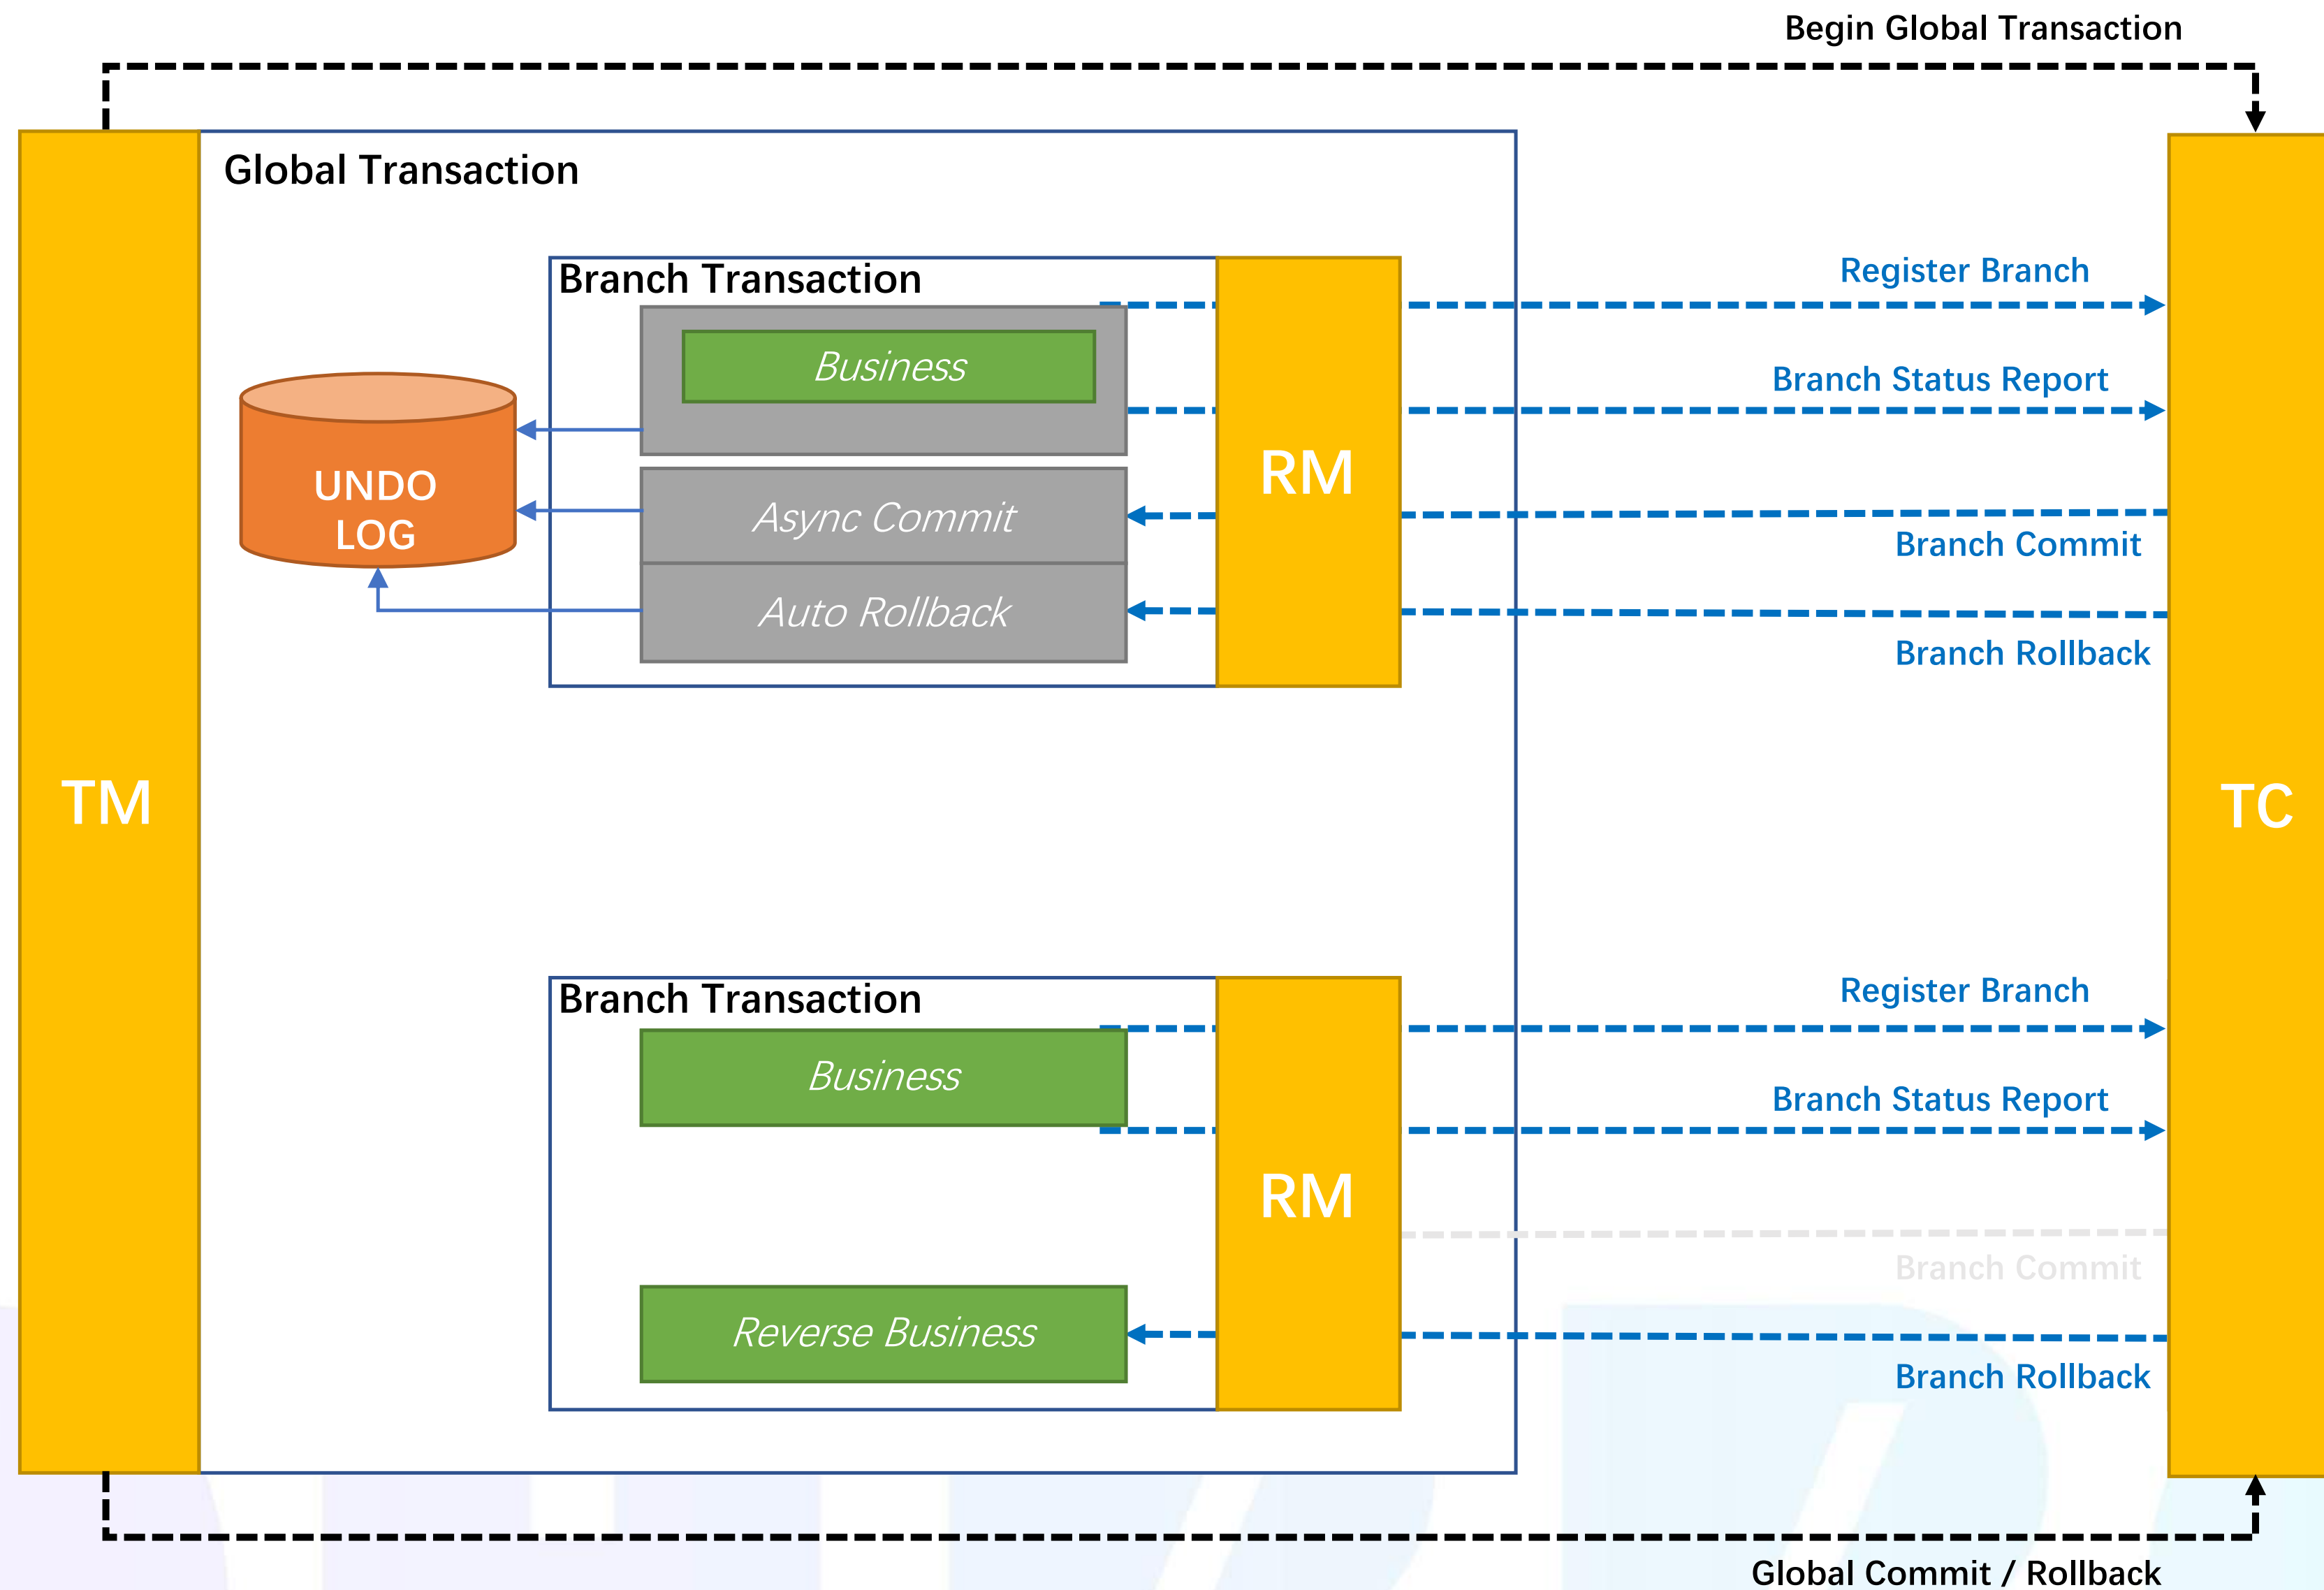 Begin Global Transaction
Global Transaction
Branch Transaction
Register Branch
Business
Branch Status Report
UNDO
LOG
RM
Async Commit
Branch Commit
Auto Rollback
Branch Rollback
TM
TC
Branch Transaction
Register Branch
Business
Branch Status Report
RM
Branch Commit
Reverse Business
Branch Rollback
Global Commit / Rollback